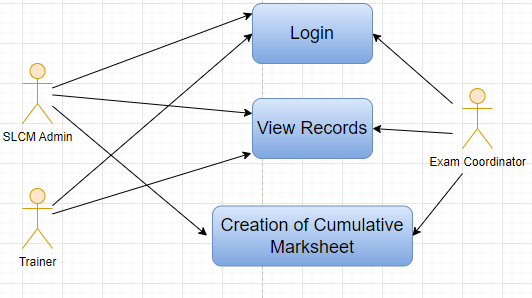 Login
SLCM Admin
View Records
Exam Coordinator
Creation of Cumulative
Marksheet
Trainer